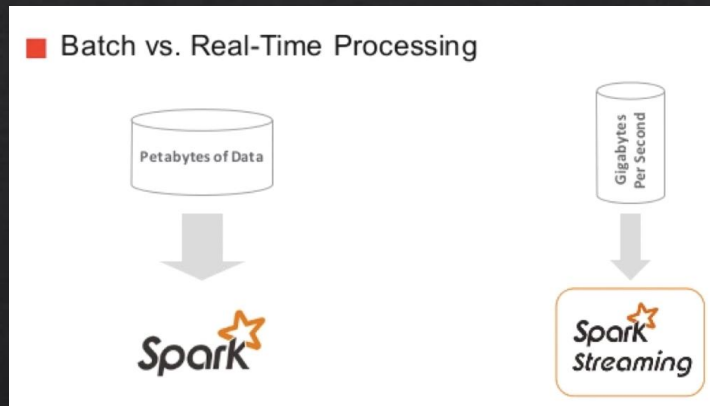 Batch vs. Real-Time Processing
Petabytes of Data
Gigabytes
Per Second
Spark
Spark
Streaming